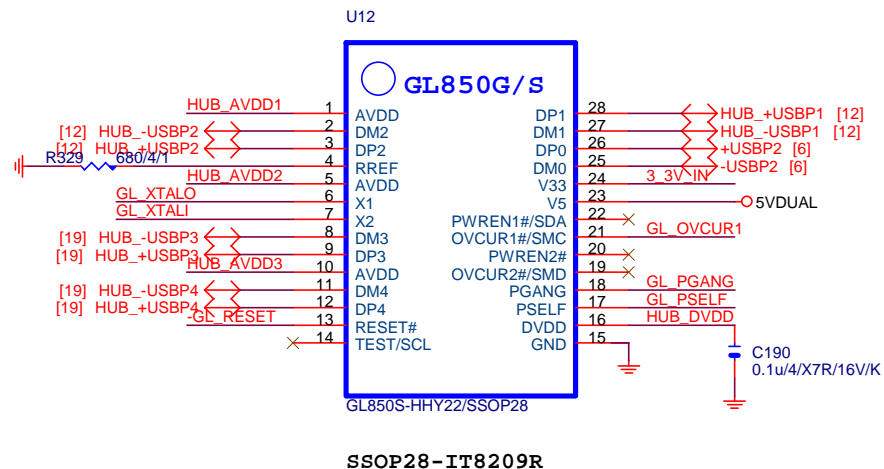 U12
GL850G/S
HUB_AVDD1 1 AVDD DP1 28 HUB_+USBP1 [12]
[12] HUB_-USBP2 2 DM2 DM1 27 HUB_-USBP1 [12]
[12] HUB_+USBP2 3 DP2 DP0 26 +USBP2 [6]
R329 680/4/1 4 RREF DM0 25 -USBP2 [6]
HUB_AVDD2 5 AVDD V33 24 3_3V_IN
GL_XTALO 6 X1 V5 23 5VDUAL
GL_XTALI 7 X2 PWREN1#/SDA 22
[19] HUB_-USBP3 8 DM3 OVCUR1#/SMC 21 GL_OVCUR1
[19] HUB_+USBP3 9 DP3 PWREN2# 20
HUB_AVDD3 10 AVDD OVCUR2#/SMD 19
[19] HUB_-USBP4 11 DM4 PGANG 18 GL_PGANG
[19] HUB_+USBP4 12 DP4 PSELF 17 GL_PSELF
-GL_RESET 13 RESET# DVDD 16 HUB_DVDD
14 TEST/SCL GND 15
C190
0.1u/4/X7R/16V/K
GL850S-HHY22/SSOP28
SSOP28-IT8209R